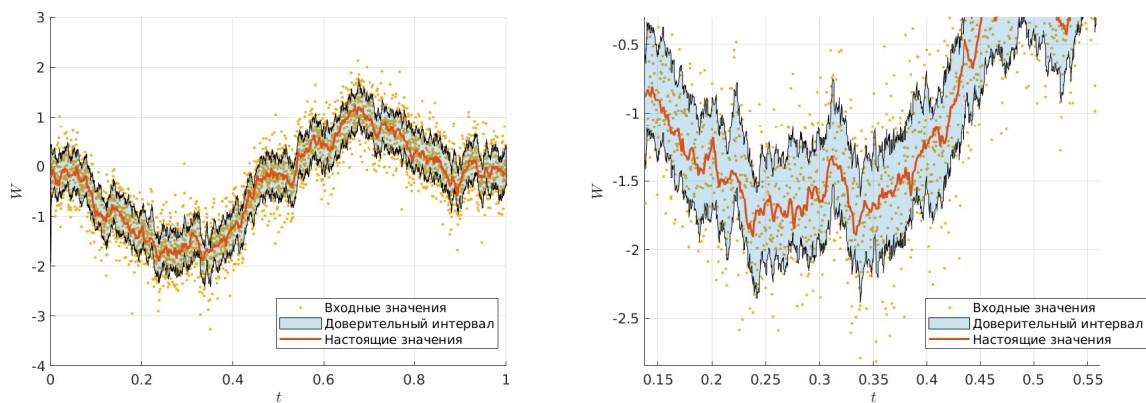 3
2
1
0
-1
-2
-3
-4
W
0
0.2
0.4
0.6
0.8
1
t
Входные значения
Доверительный интервал
Настоящие значения
-0.5
-1
-1.5
-2
-2.5
W
0.15
0.2
0.25
0.3
0.35
0.4
0.45
0.5
0.55
t
Входные значения
Доверительный интервал
Настоящие значения